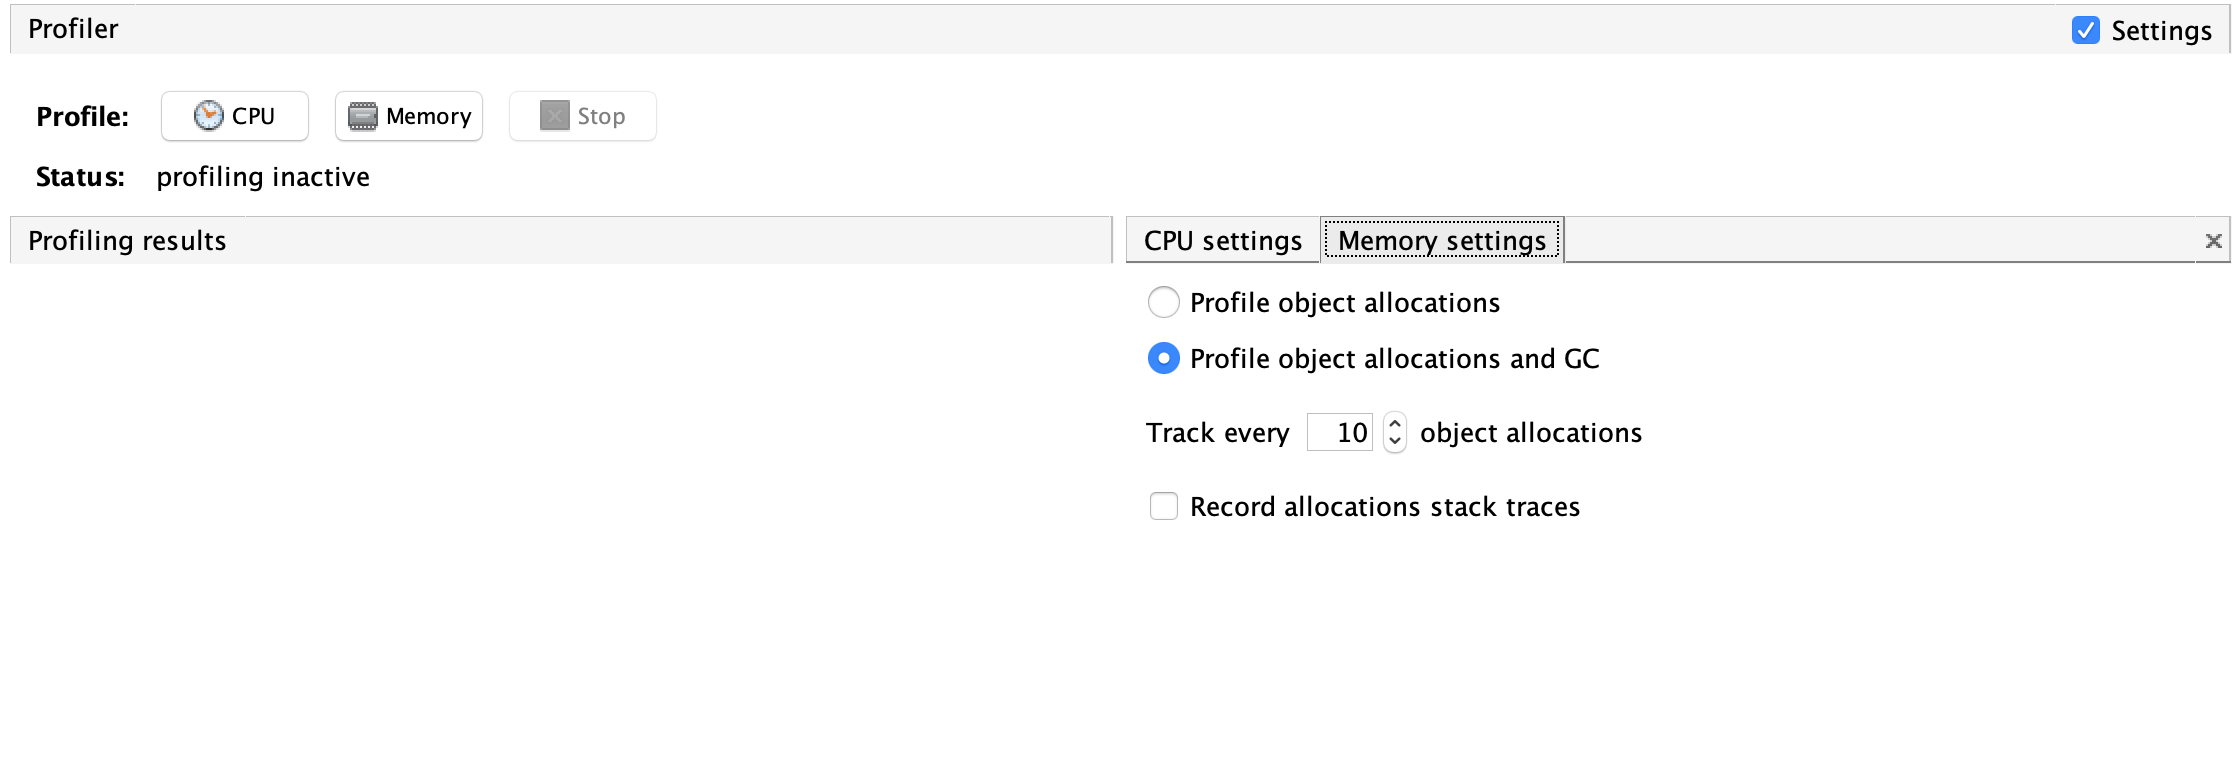 Profiler
Settings
Profile: CPU Memory Stop
Status: profiling inactive
Profiling results
CPU settings Memory settings
Profile object allocations
Profile object allocations and GC
Track every 10 object allocations
Record allocations stack traces